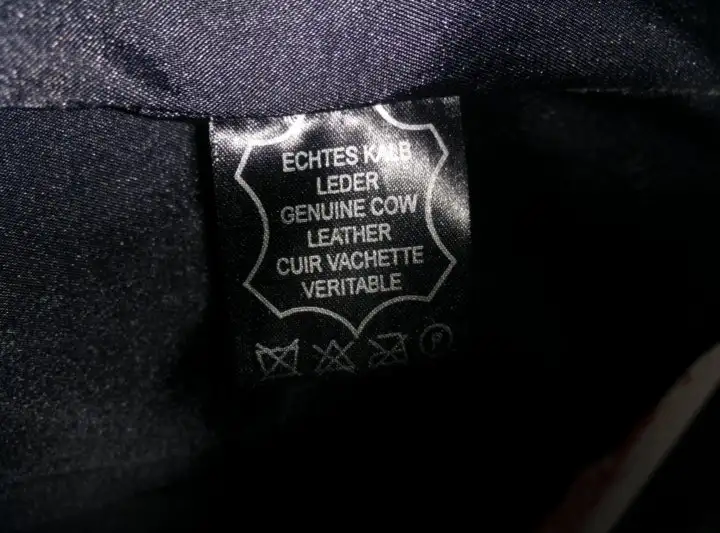 ECHTES KALB
LEDER
GENUINE COW
LEATHER
CUIR VACHETTE
VERITABLE
P